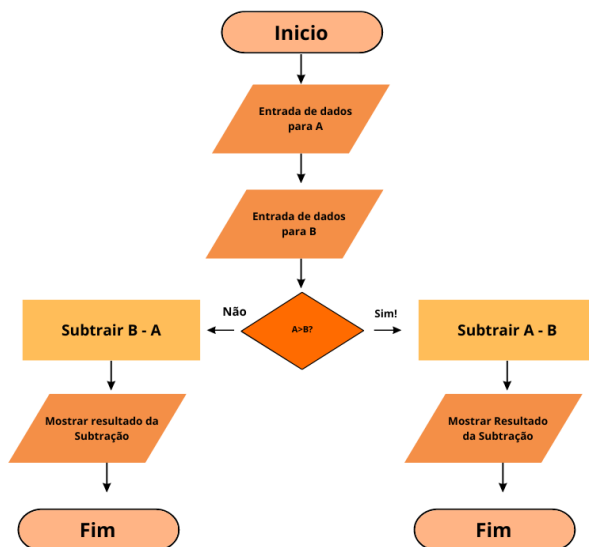 Inicio
Entrada de dados
para A
Entrada de dados
para B
Não
A>B?
Sim!
Subtrair B - A
Subtrair A - B
Mostrar resultado da
Subtração
Mostrar Resultado
da Subtração
Fim
Fim